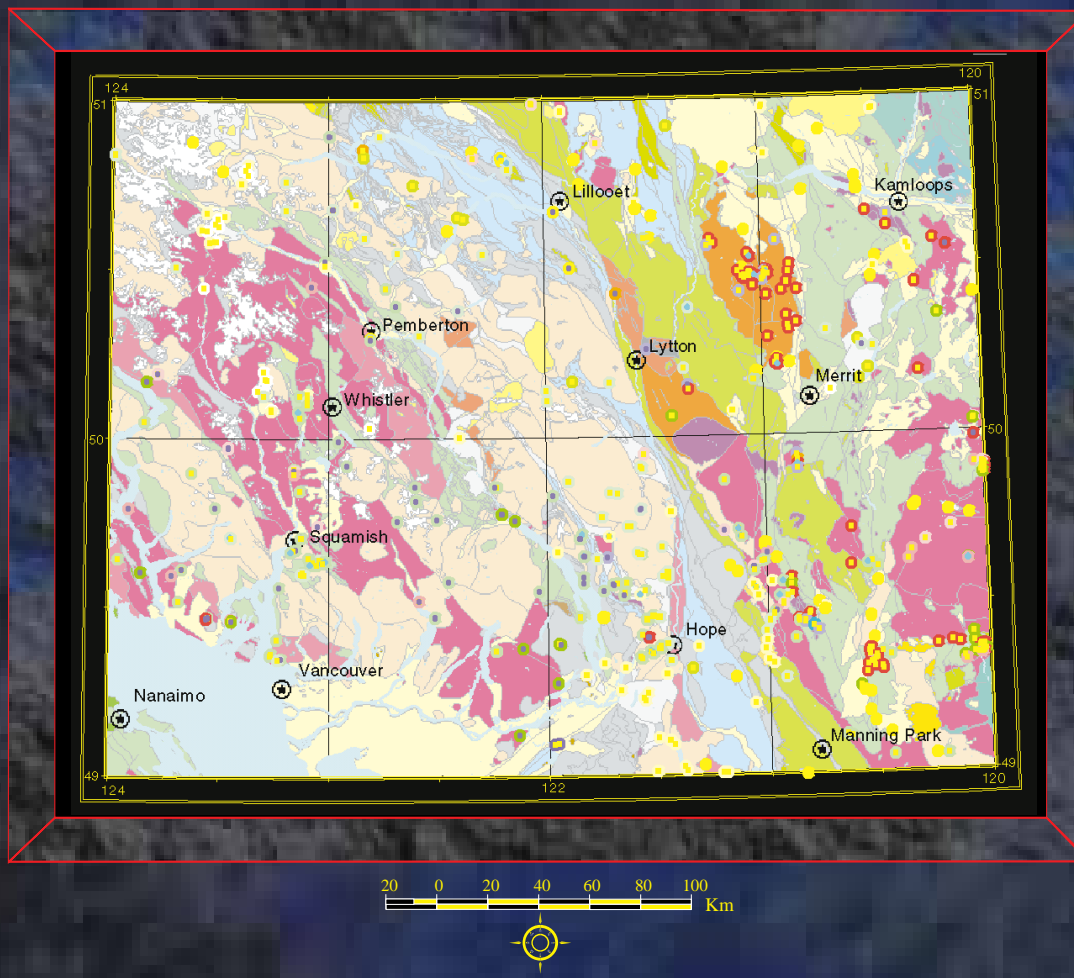 124
120
51
51
Kamloops
Lillooet
Pemberton
Lytton
Merrit
Whistler
50
50
Squamish
Hope
Vancouver
Nanaimo
Manning Park
49
49
124
122
120
20 0 20 40 60 80 100
Km